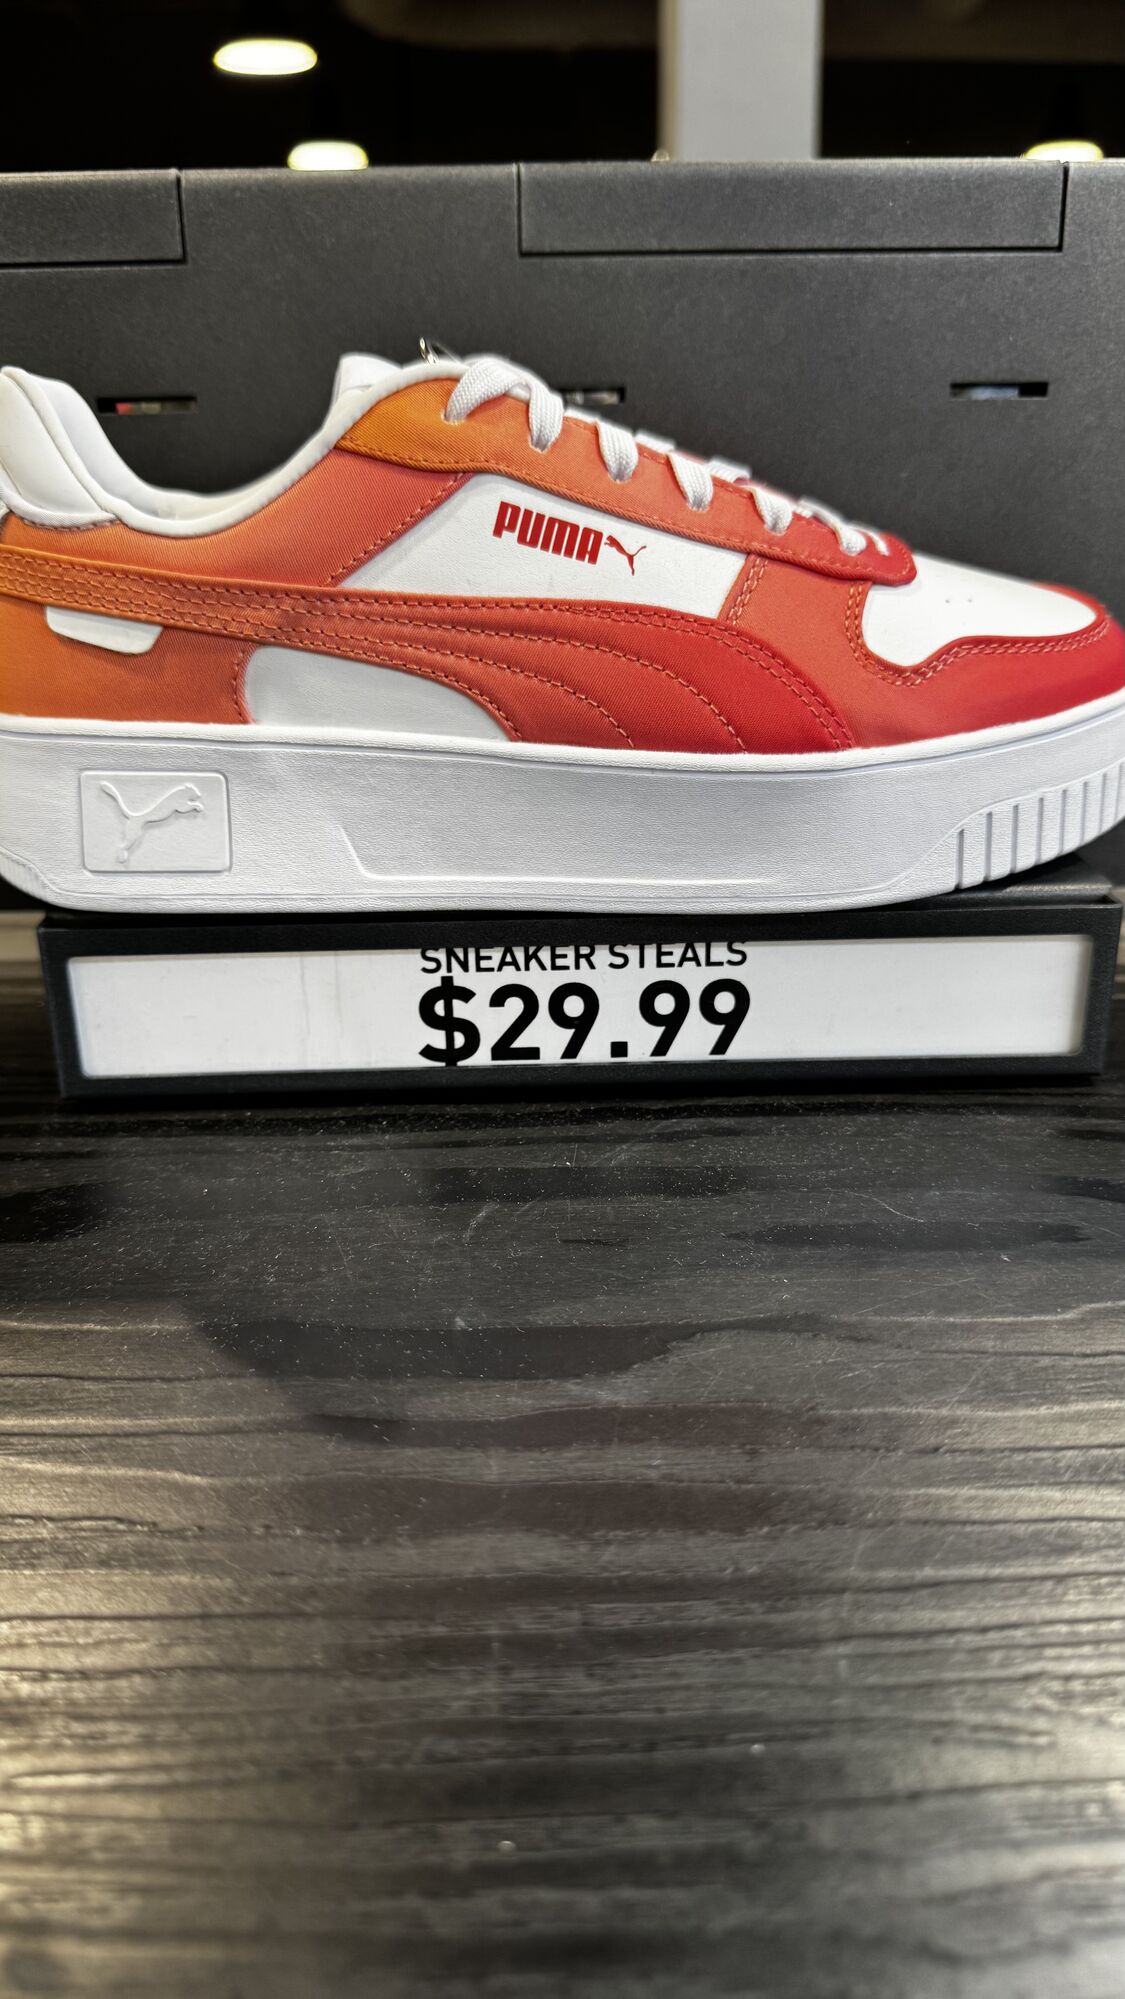 PUMA
SNEAKER STEALS
$29.99